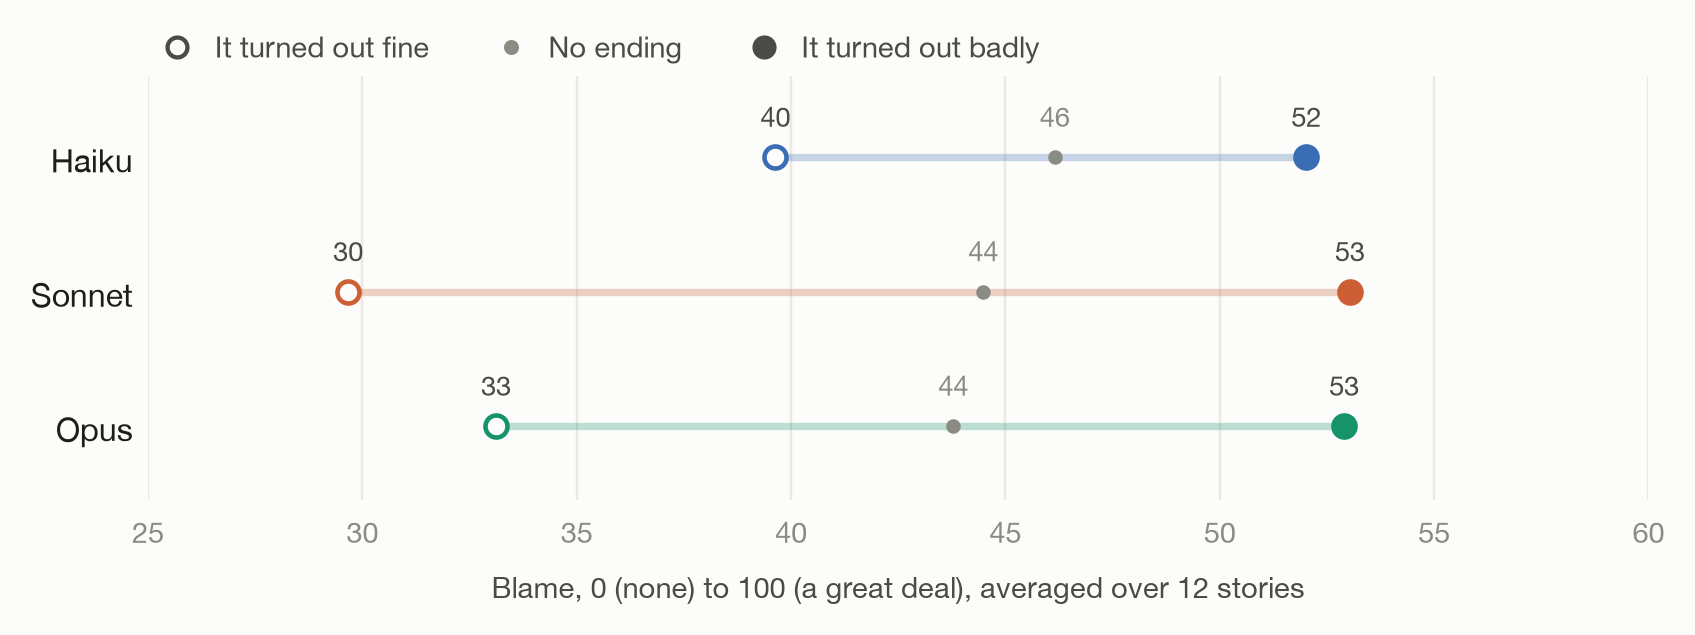 It turned out fine No ending It turned out badly
40 46 52
Haiku
30 44 53
Sonnet
33 44 53
Opus
25 30 35 40 45 50 55 60
Blame, 0 (none) to 100 (a great deal), averaged over 12 stories